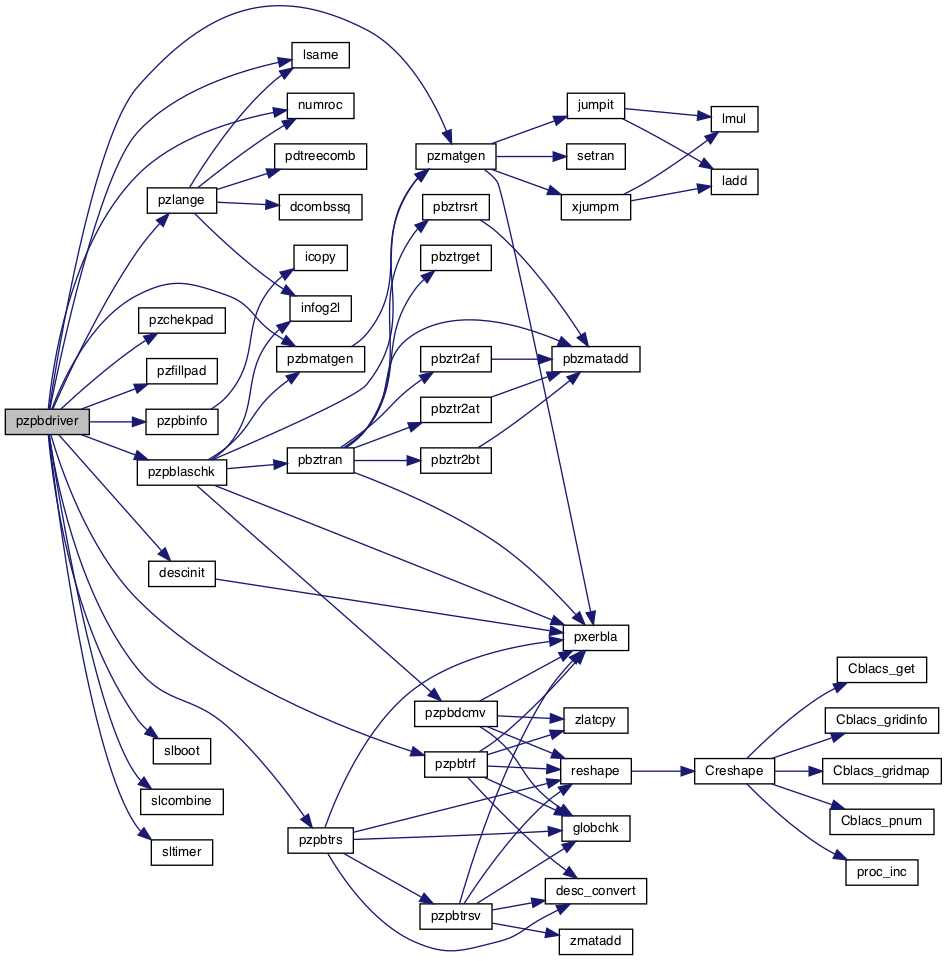 lsame
numroc
jumpit
lmul
pdtreecomb
pzmatgen
setran
pzlange
ladd
dcombssq
pbztrsrt
xjumpm
icopy
pbztrget
infog2l
pzchekpad
pzbmatgen
pbztr2af
pbzmatadd
pzfillpad
pbztr2at
pzpbdriver
pzpbinfo
pzpblaschk
pbztran
pbztr2bt
descinit
pxerbla
Cblacs_get
pzpbdcmv
zlatcpy
Cblacs_gridinfo
slboot
pzpbtrf
reshape
Creshape
Cblacs_gridmap
slcombine
globchk
Cblacs_pnum
pzpbtrs
sltimer
proc_inc
desc_convert
pzpbtrsv
zmatadd